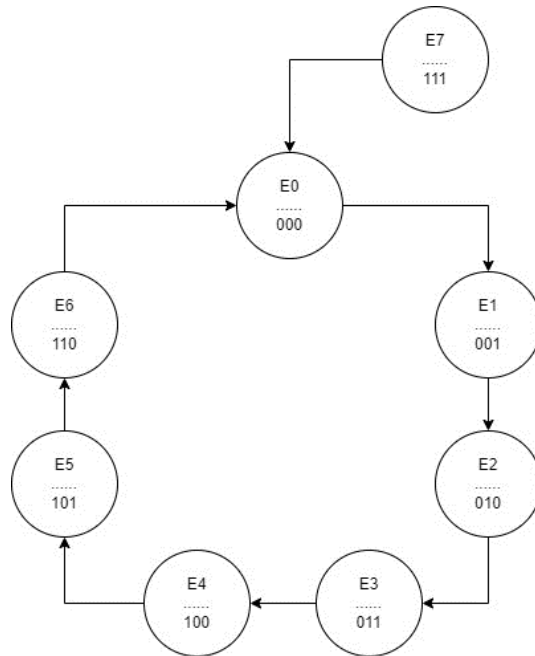 E7
......
111
E0
......
000
E6
......
110
E1
......
001
E5
......
101
E2
......
010
E4
......
100
E3
......
011